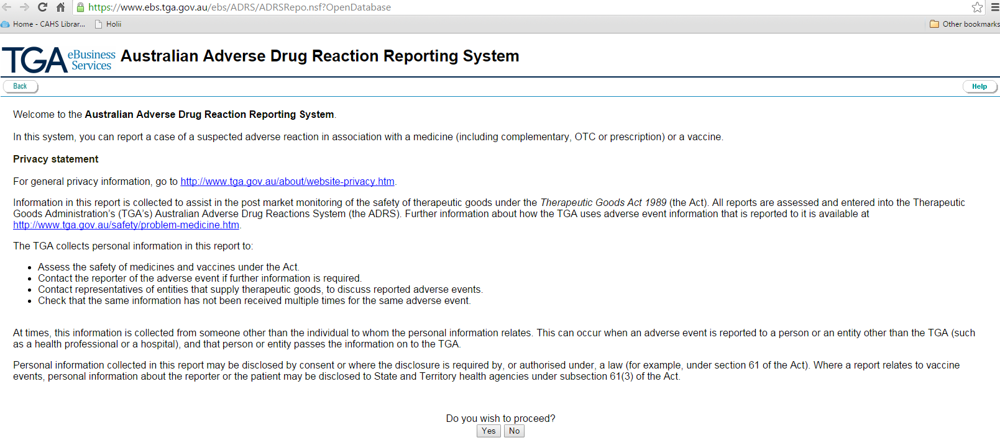 https://www.ebs.tga.gov.au/ebs/ADRS/ADRSRepo.nsf?OpenDatabase
Home - CAHS Librar... Holii Other bookmarks
TGA eBusiness Services Australian Adverse Drug Reaction Reporting System
Back Help
Welcome to the Australian Adverse Drug Reaction Reporting System.
In this system, you can report a case of a suspected adverse reaction in association with a medicine (including complementary, OTC or prescription) or a vaccine.
Privacy statement
For general privacy information, go to http://www.tga.gov.au/about/website-privacy.htm.
Information in this report is collected to assist in the post market monitoring of the safety of therapeutic goods under the Therapeutic Goods Act 1989 (the Act). All reports are assessed and entered into the Therapeutic
Goods Administration's (TGA's) Australian Adverse Drug Reactions System (the ADRS). Further information about how the TGA uses adverse event information that is reported to it is available at
http://www.tga.gov.au/safety/problem-medicine.htm.
The TGA collects personal information in this report to:
• Assess the safety of medicines and vaccines under the Act.
• Contact the reporter of the adverse event if further information is required.
• Contact representatives of entities that supply therapeutic goods, to discuss reported adverse events.
• Check that the same information has not been received multiple times for the same adverse event.
At times, this information is collected from someone other than the individual to whom the personal information relates. This can occur when an adverse event is reported to a person or an entity other than the TGA (such
as a health professional or a hospital), and that person or entity passes the information on to the TGA.
Personal information collected in this report may be disclosed by consent or where the disclosure is required by, or authorised under, a law (for example, under section 61 of the Act). Where a report relates to vaccine
events, personal information about the reporter or the patient may be disclosed to State and Territory health agencies under subsection 61(3) of the Act.
Do you wish to proceed?
Yes No